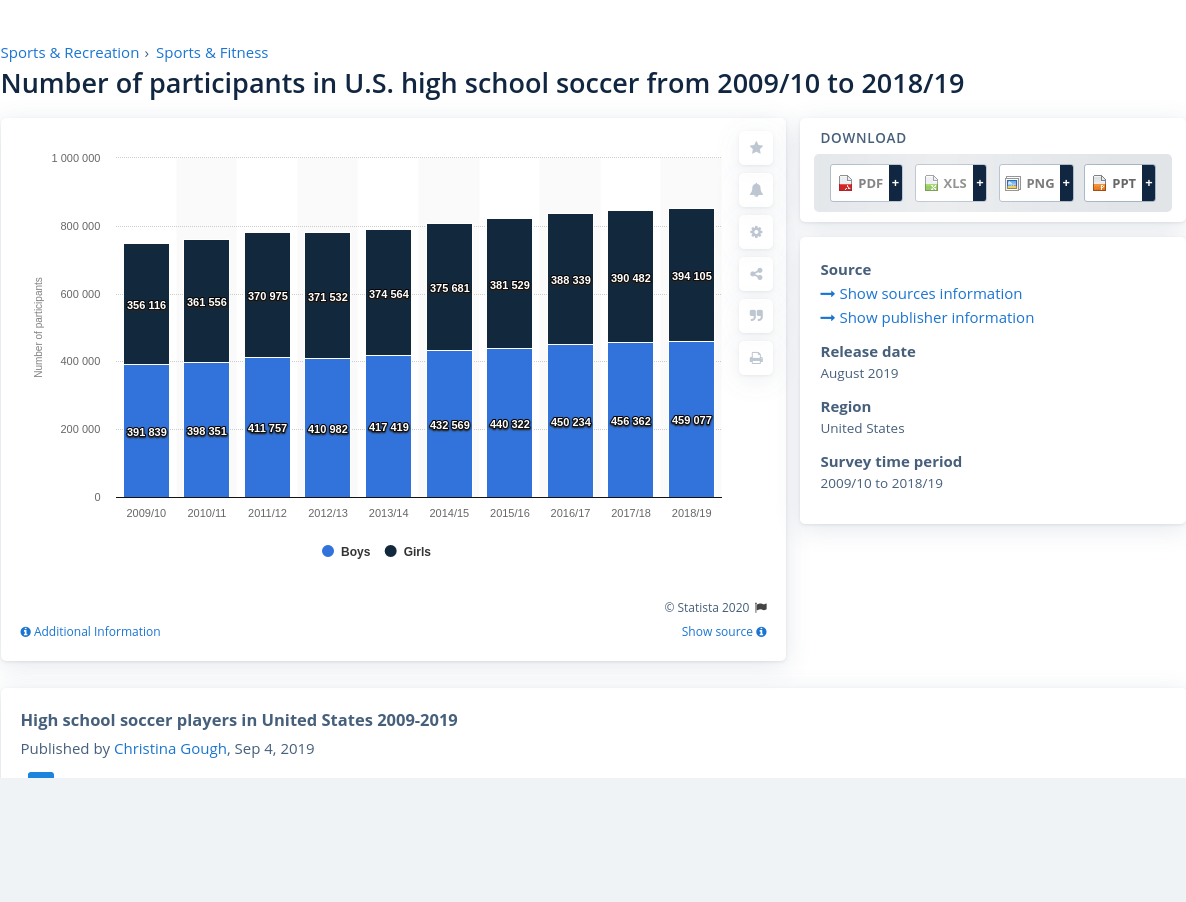 Sports & Recreation › Sports & Fitness
Number of participants in U.S. high school soccer from 2009/10 to 2018/19
Number of participants
1 000 000
800 000
600 000
400 000
200 000
0
356 116 361 556 370 975 371 532 374 564 375 681 381 529 388 339 390 482 394 105
391 839 398 351 411 757 410 982 417 419 432 569 440 322 450 234 456 362 459 077
2009/10 2010/11 2011/12 2012/13 2013/14 2014/15 2015/16 2016/17 2017/18 2018/19
Boys Girls
© Statista 2020
Additional Information Show source
DOWNLOAD
PDF + XLS + PNG + PPT +
Source
Show sources information
Show publisher information
Release date
August 2019
Region
United States
Survey time period
2009/10 to 2018/19
High school soccer players in United States 2009-2019
Published by Christina Gough, Sep 4, 2019